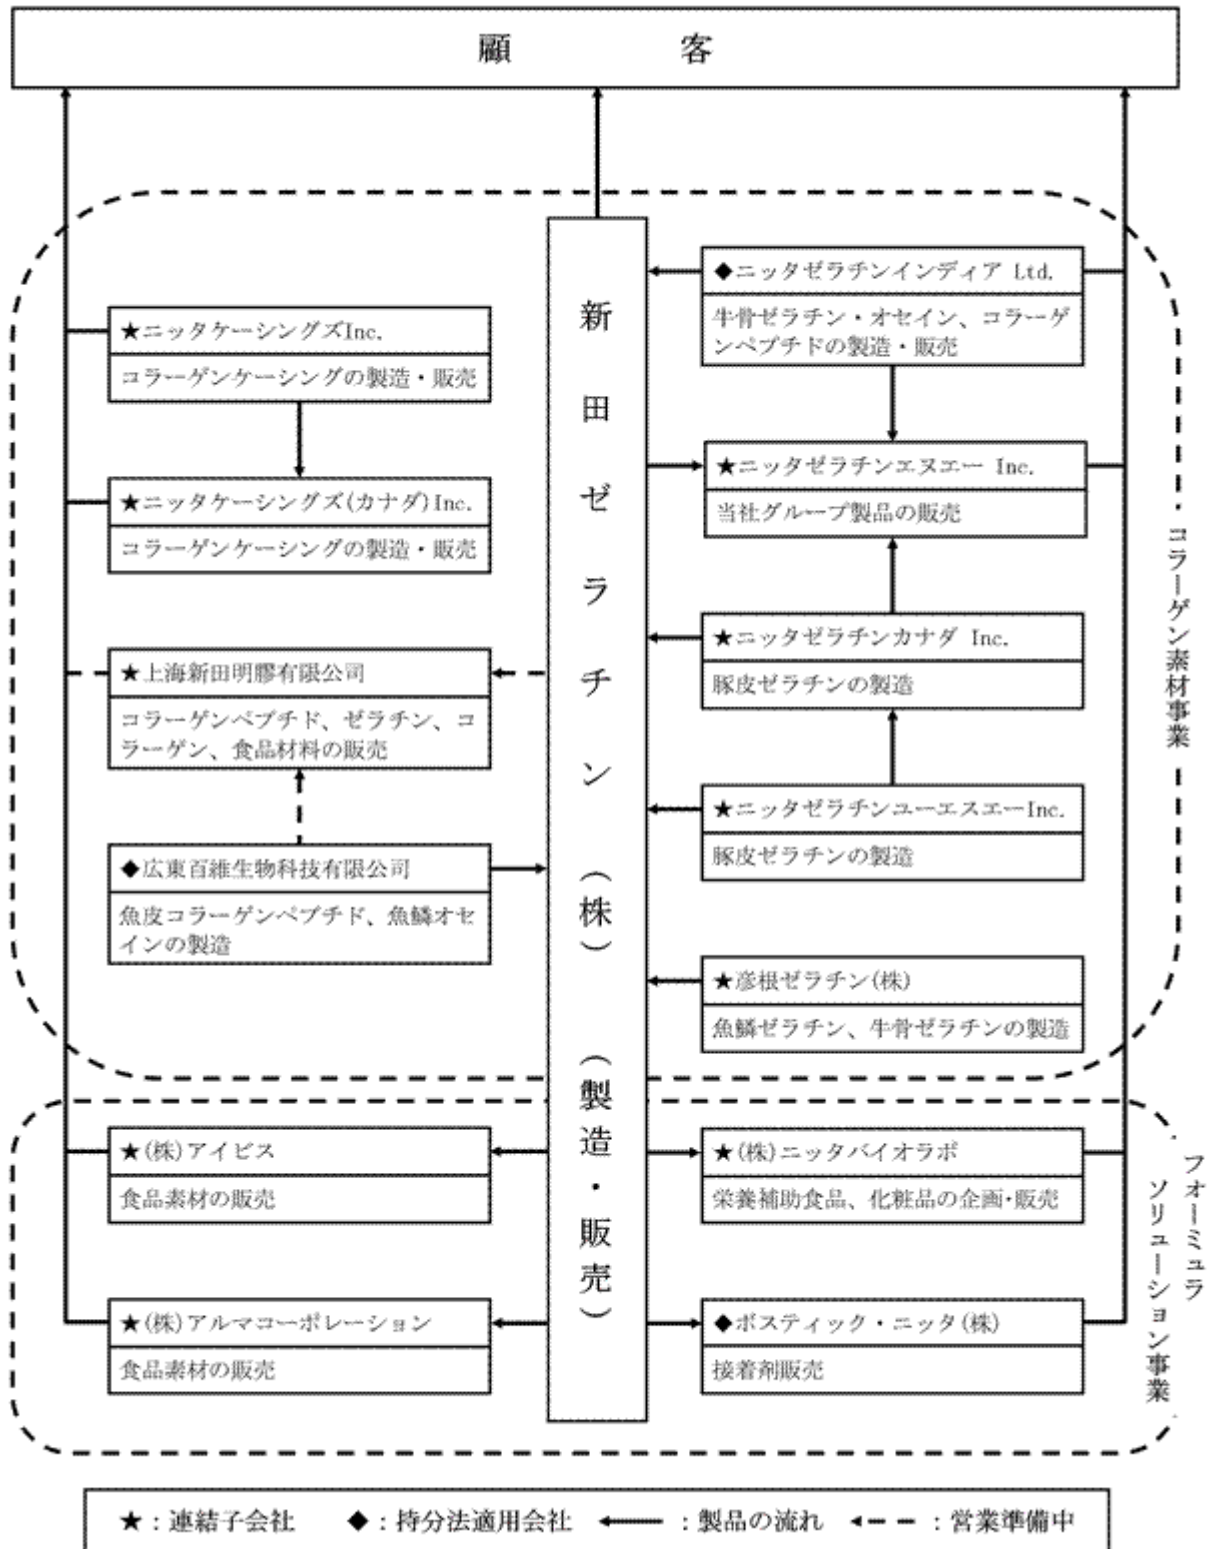 顧客
新田ゼラチン（株）（製造・販売）
★ニッタケーシングズInc.
コラーゲンケーシングの製造・販売
★ニッタケーシングズ(カナダ)Inc.
コラーゲンケーシングの製造・販売
★上海新田明膠有限公司
コラーゲンペプチド、ゼラチン、コ
ラーゲン、食品材料の販売
◆広東百維生物科技有限公司
魚皮コラーゲンペプチド、魚鱗オセ
インの製造
◆ニッタゼラチンインディア Ltd.
牛骨ゼラチン・オセイン、コラーゲ
ンペプチドの製造・販売
★ニッタゼラチンエヌエー Inc.
当社グループ製品の販売
★ニッタゼラチンカナダ Inc.
豚皮ゼラチンの製造
★ニッタゼラチンユーエスエーInc.
豚皮ゼラチンの製造
★彦根ゼラチン(株)
魚鱗ゼラチン、牛骨ゼラチンの製造
・コラーゲン素材事業
★(株)アイビス
食品素材の販売
★(株)アルマコーポレーション
食品素材の販売
★(株)ニッタバイオラボ
栄養補助食品、化粧品の企画・販売
◆ボスティック・ニッタ(株)
接着剤販売
フオーミュラ
ソリューション事業
★：連結子会社 ◆：持分法適用会社 ←：製品の流れ ←--：営業準備中